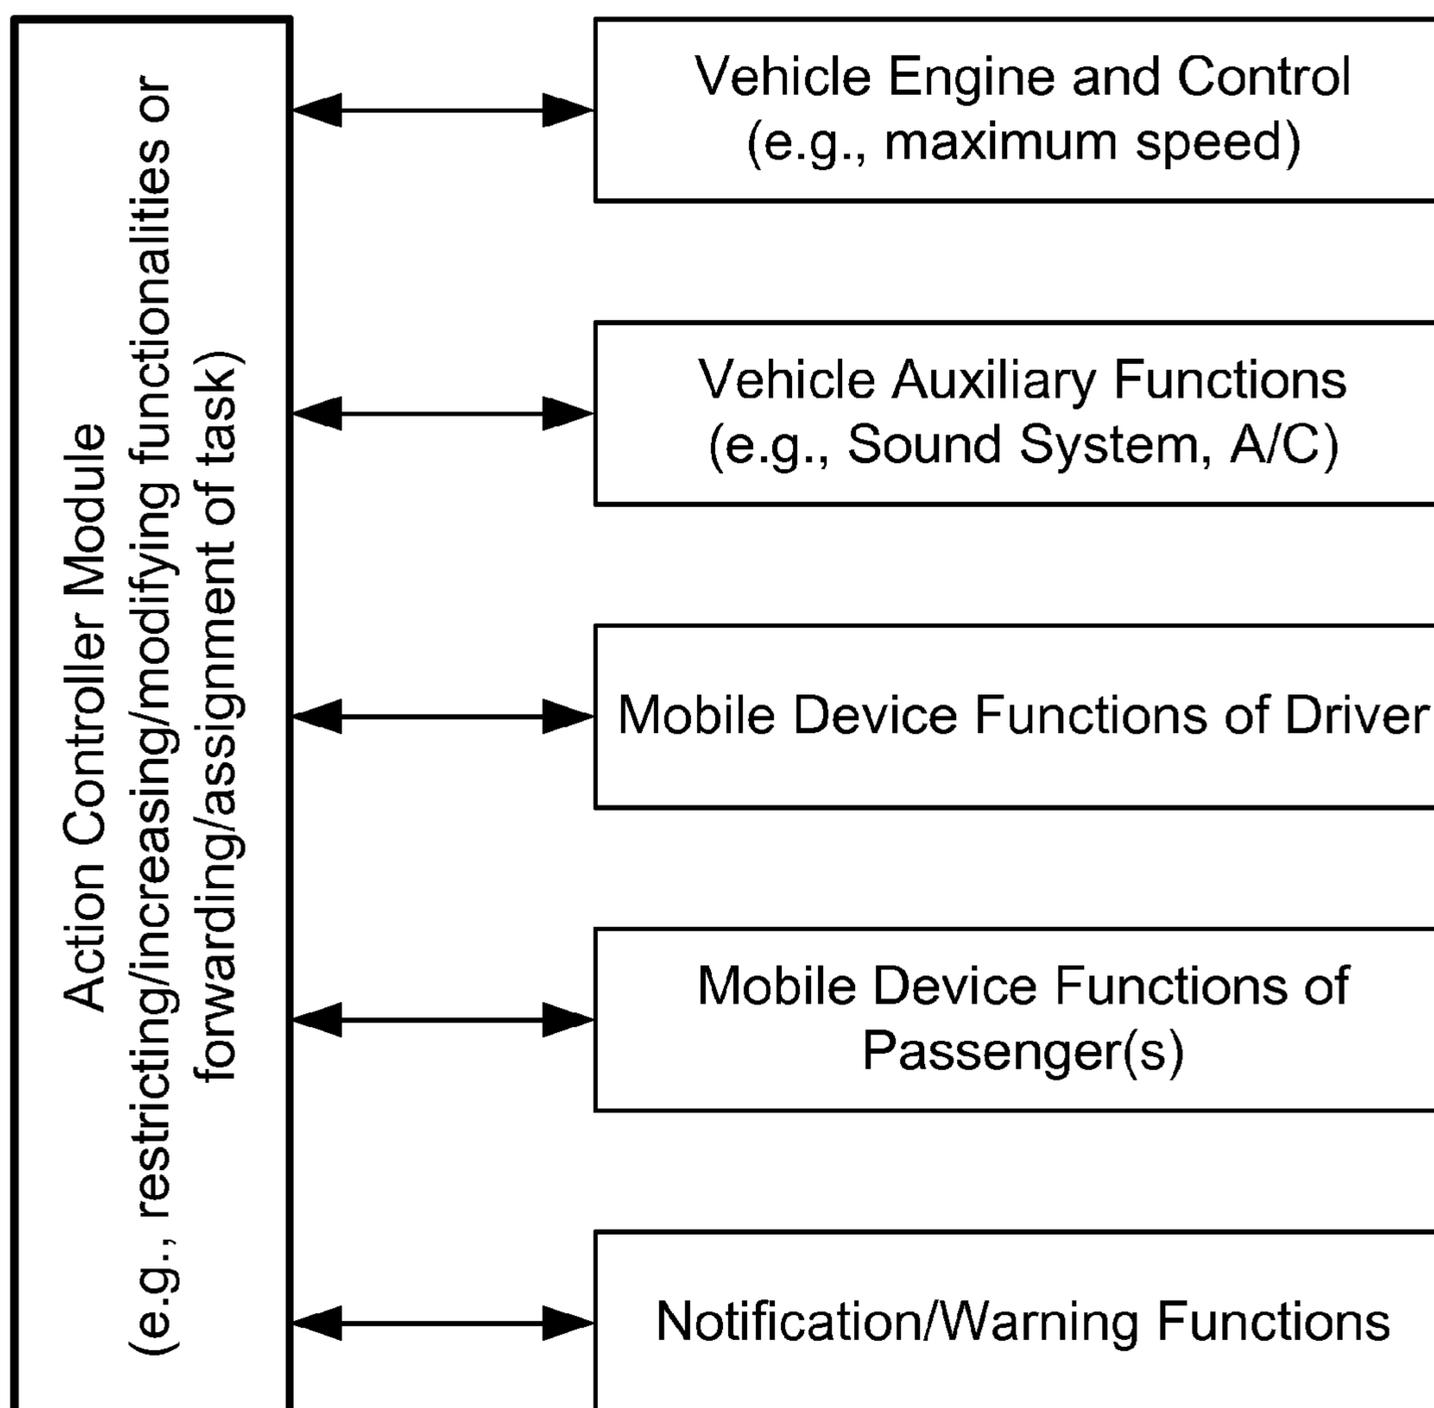 Action Controller Module
(e.g., restricting/increasing/modifying functionalities or
forwarding/assignment of task)
Vehicle Engine and Control
(e.g., maximum speed)
Vehicle Auxiliary Functions
(e.g., Sound System, A/C)
Mobile Device Functions of Driver
Mobile Device Functions of
Passenger(s)
Notification/Warning Functions